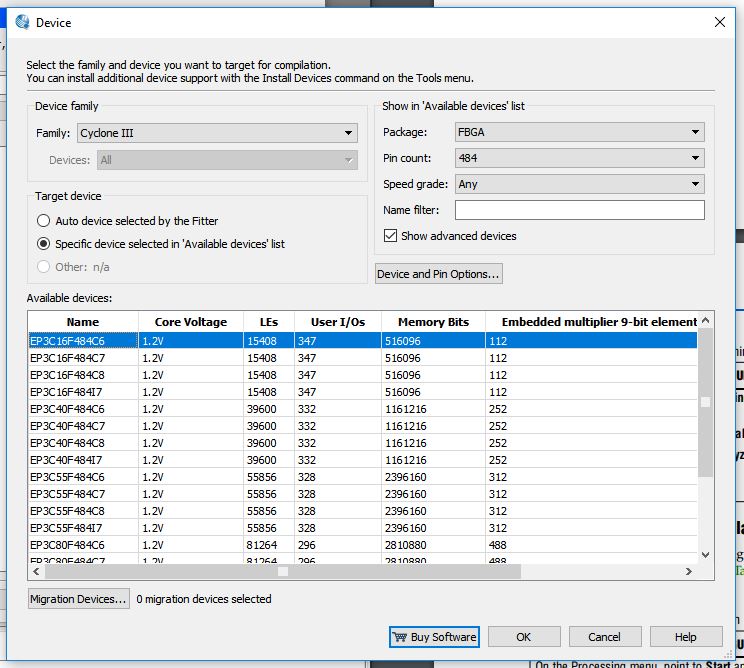 Device
Select the family and device you want to target for compilation.
You can install additional device support with the Install Devices command on the Tools menu.
Device family
Family: Cyclone III
Devices: All
Show in 'Available devices' list
Package: FBGA
Pin count: 484
Speed grade: Any
Name filter:
Show advanced devices
Target device
Auto device selected by the Fitter
Specific device selected in 'Available devices' list
Other: n/a
Device and Pin Options...
Available devices:
Name Core Voltage LEs User I/Os Memory Bits Embedded multiplier 9-bit element
EP3C16F484C6 1.2V 15408 347 516096 112
EP3C16F484C7 1.2V 15408 347 516096 112
EP3C16F484C8 1.2V 15408 347 516096 112
EP3C16F484I7 1.2V 15408 347 516096 112
EP3C40F484C6 1.2V 39600 332 1161216 252
EP3C40F484C7 1.2V 39600 332 1161216 252
EP3C40F484C8 1.2V 39600 332 1161216 252
EP3C40F484I7 1.2V 39600 332 1161216 252
EP3C55F484C6 1.2V 55856 328 2396160 312
EP3C55F484C7 1.2V 55856 328 2396160 312
EP3C55F484C8 1.2V 55856 328 2396160 312
EP3C55F484I7 1.2V 55856 328 2396160 312
EP3C80F484C6 1.2V 81264 296 2810880 488
EP3C80F484C7 1.2V 81264 296 2810880 488
Migration Devices... 0 migration devices selected
Buy Software OK Cancel Help
On the Processing menu, point to Start an